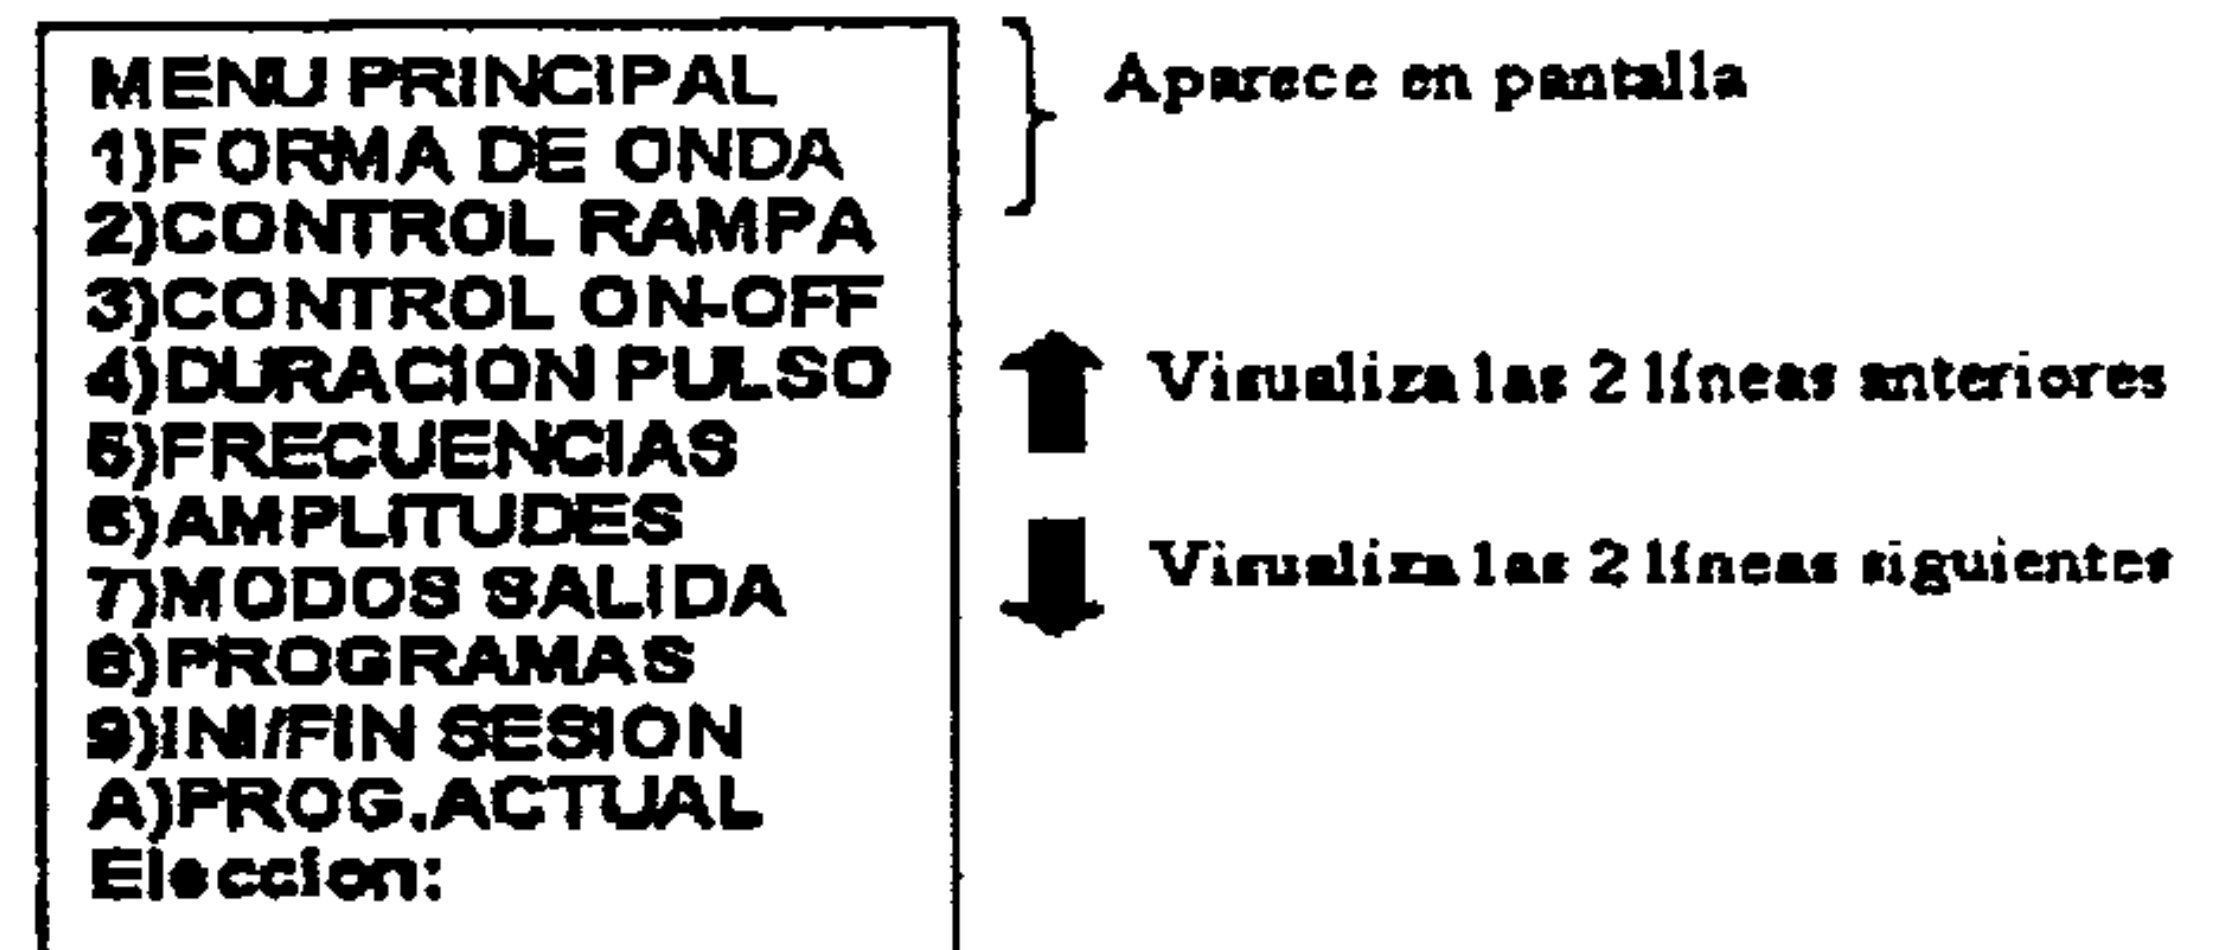 MENU PRINCIPAL
1)FORMA DE ONDA
2)CONTROL RAMPA
3)CONTROL ON-OFF
4)DURACION PULSO
5)FRECUENCIAS
6)AMPLITUDES
7)MODOS SALIDA
8)PROGRAMAS
9)INI/FIN SESION
A)PROG.ACTUAL
Eleccion:
Aparece en pantalla
Visualiza las 2 líneas anteriores
Visualiza las 2 líneas siguientes